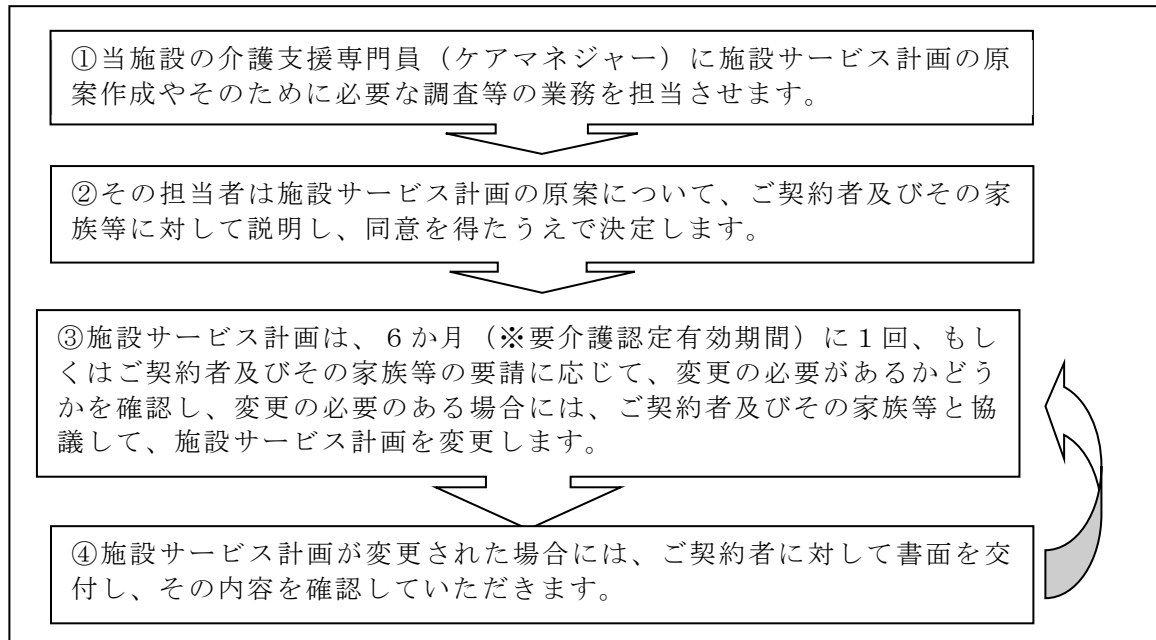 ①当施設の介護支援専門員（ケアマネジャー）に施設サービス計画の原
案作成やそのために必要な調査等の業務を担当させます。
②その担当者は施設サービス計画の原案について、ご契約者及びその家
族等に対して説明し、同意を得たうえで決定します。
③施設サービス計画は、６か月（※要介護認定有効期間）に１回、もし
くはご契約者及びその家族等の要請に応じて、変更の必要があるかどう
かを確認し、変更の必要のある場合には、ご契約者及びその家族等と協
議して、施設サービス計画を変更します。
④施設サービス計画が変更された場合には、ご契約者に対して書面を交
付し、その内容を確認していただきます。